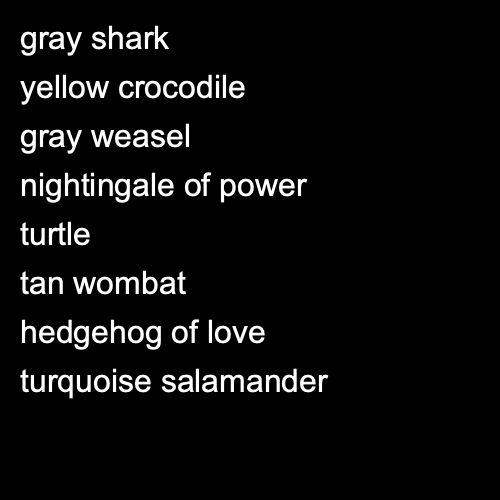 gray shark
yellow crocodile
gray weasel
nightingale of power
turtle
tan wombat
hedgehog of love
turquoise salamander